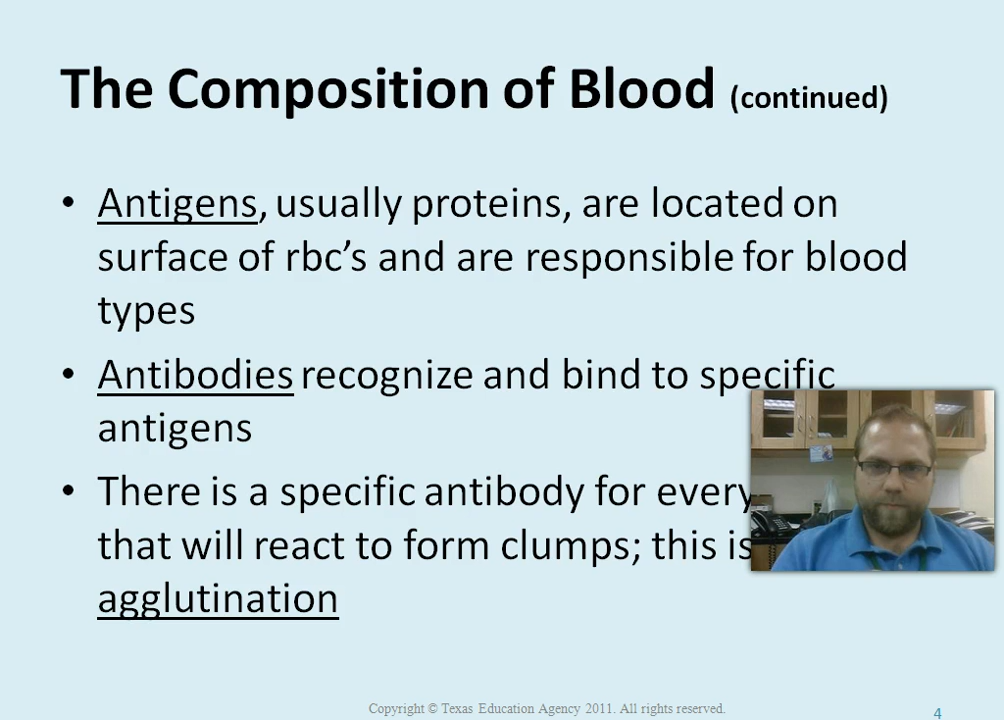 The Composition of Blood (continued)
• Antigens, usually proteins, are located on
surface of rbc’s and are responsible for blood
types
• Antibodies recognize and bind to specific
antigens
• There is a specific antibody for every
that will react to form clumps; this is
agglutination
Copyright © Texas Education Agency 2011. All rights reserved.
4